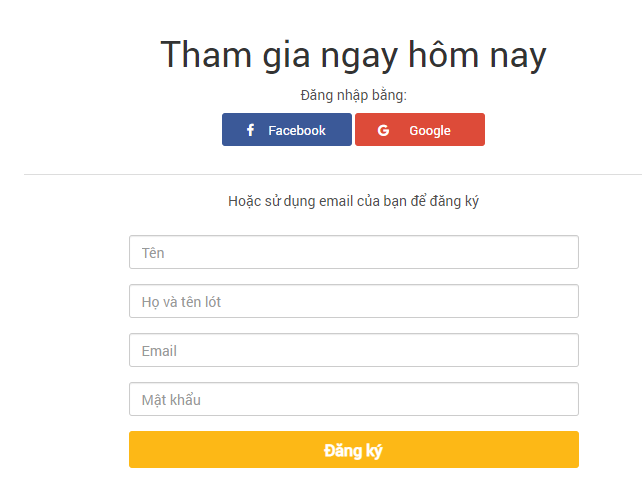 Tham gia ngay hôm nay
Đăng nhập bằng:
Facebook Google
Hoặc sử dụng email của bạn để đăng ký
Tên
Họ và tên lót
Email
Mật khẩu
Đăng ký